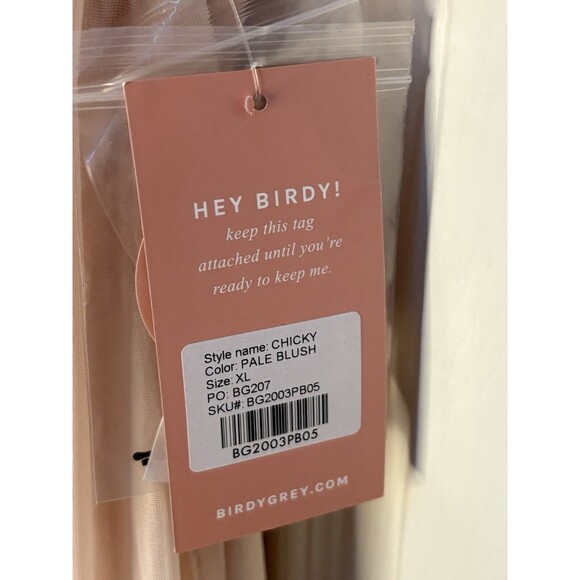 HEY BIRDY!
keep this tag
attached until you're
ready to keep me.
Style name: CHICKY
Color: PALE BLUSH
Size: XL
PO: BG207
SKU#: BG2003PB05
BG2003PB05
BIRDYGREY.COM